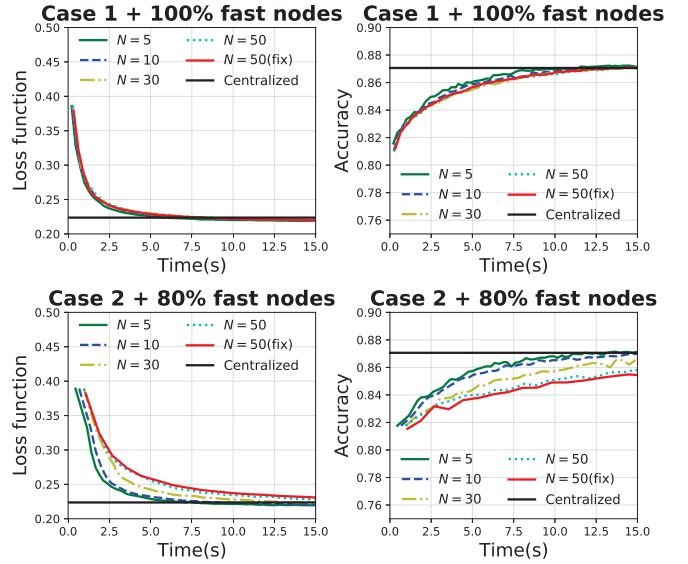 Case 1 + 100% fast nodes
Loss function
0.50
0.45
0.40
0.35
0.30
0.25
0.20
N = 5
N = 10
N = 30
N = 50
N = 50(fix)
Centralized
0.0 2.5 5.0 7.5 10.0 12.5 15.0
Time(s)
Case 1 + 100% fast nodes
Accuracy
0.90
0.88
0.86
0.84
0.82
0.80
0.78
0.76
N = 5
N = 10
N = 30
N = 50
N = 50(fix)
Centralized
0.0 2.5 5.0 7.5 10.0 12.5 15.0
Time(s)
Case 2 + 80% fast nodes
Loss function
0.50
0.45
0.40
0.35
0.30
0.25
0.20
N = 5
N = 10
N = 30
N = 50
N = 50(fix)
Centralized
0.0 2.5 5.0 7.5 10.0 12.5 15.0
Time(s)
Case 2 + 80% fast nodes
Accuracy
0.90
0.88
0.86
0.84
0.82
0.80
0.78
0.76
N = 5
N = 10
N = 30
N = 50
N = 50(fix)
Centralized
0.0 2.5 5.0 7.5 10.0 12.5 15.0
Time(s)